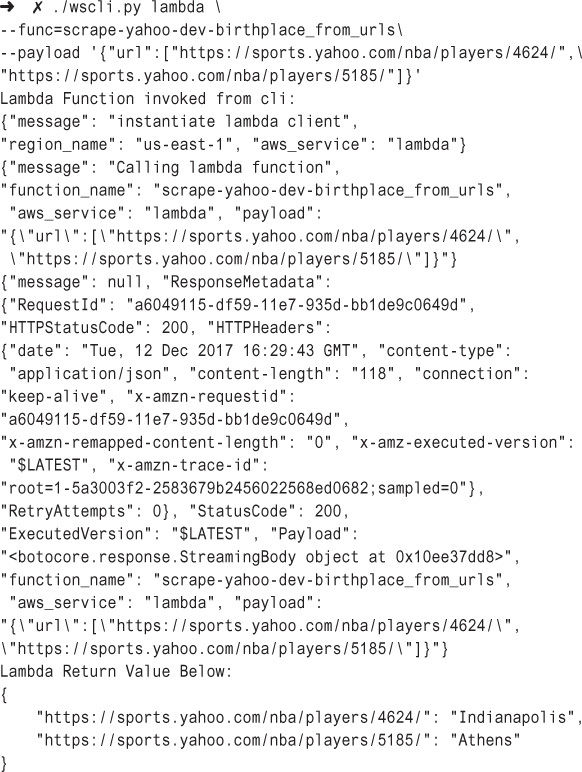 ➜  ✗ ./wscli.py lambda \
--func=scrape-yahoo-dev-birthplace_from_urls\
--payload '{"url":["https://sports.yahoo.com/nba/players/4624/",\
"https://sports.yahoo.com/nba/players/5185/"]}'
Lambda Function invoked from cli:
{"message": "instantiate lambda client",
"region_name": "us-east-1", "aws_service": "lambda"}
{"message": "Calling lambda function",
"function_name": "scrape-yahoo-dev-birthplace_from_urls",
 "aws_service": "lambda", "payload":
"{\"url\":[\"https://sports.yahoo.com/nba/players/4624/\",
 \"https://sports.yahoo.com/nba/players/5185/\"]}"}
{"message": null, "ResponseMetadata":
{"RequestId": "a6049115-df59-11e7-935d-bb1de9c0649d",
"HTTPStatusCode": 200, "HTTPHeaders":
{"date": "Tue, 12 Dec 2017 16:29:43 GMT", "content-type":
 "application/json", "content-length": "118", "connection":
"keep-alive", "x-amzn-requestid":
"a6049115-df59-11e7-935d-bb1de9c0649d",
"x-amzn-remapped-content-length": "0", "x-amz-executed-version":
 "$LATEST", "x-amzn-trace-id":
"root=1-5a3003f2-2583679b2456022568ed0682;sampled=0"},
"RetryAttempts": 0}, "StatusCode": 200,
"ExecutedVersion": "$LATEST", "Payload":
"<botocore.response.StreamingBody object at 0x10ee37dd8>",
"function_name": "scrape-yahoo-dev-birthplace_from_urls",
 "aws_service": "lambda", "payload":
"{\"url\":[\"https://sports.yahoo.com/nba/players/4624/\",
\"https://sports.yahoo.com/nba/players/5185/\"]}"}
Lambda Return Value Below:
{
    "https://sports.yahoo.com/nba/players/4624/": "Indianapolis",
    "https://sports.yahoo.com/nba/players/5185/": "Athens"
}